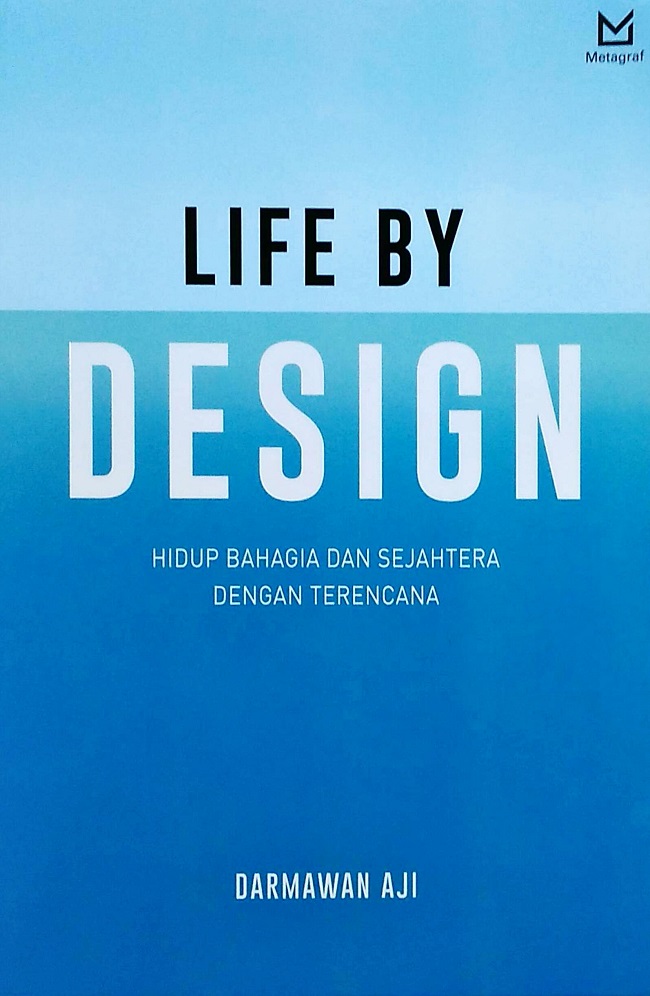 Metagraf
LIFE BY
DESIGN
HIDUP BAHAGIA DAN SEJAHTERA
DENGAN TERENCANA
DARMAWAN AJI